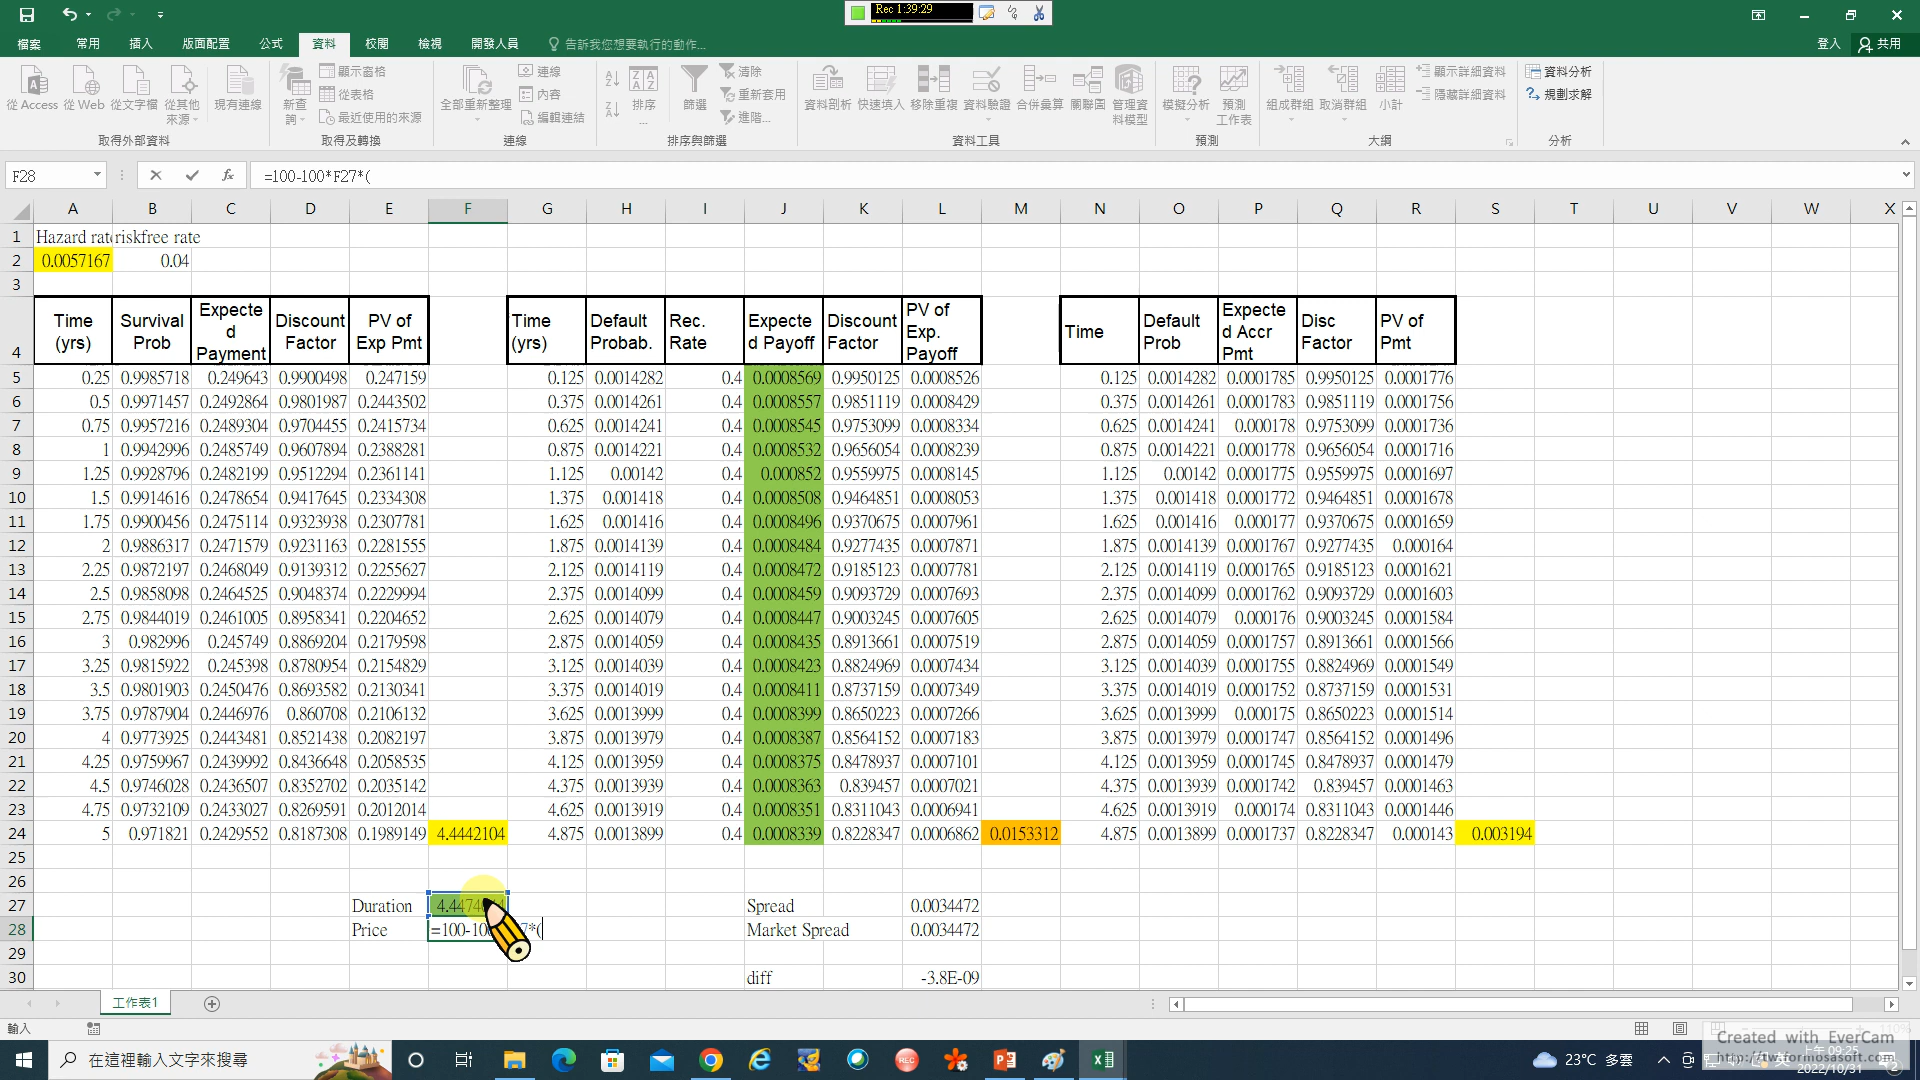 Rec 1:39:29
檔案 常用 插入 版面配置 公式 資料 校閱 檢視 開發人員 告訴我您想要執行的動作... 登入 共用
從 Access 從 Web 從文字檔 從其他來源 現有連線 新查詢 顯示窗格 從表格 最近使用的來源 全部重新整理 連線 內容 編輯連結 排序... 篩選 清除 重新套用 進階... 資料剖析 快速填入 移除重複 資料驗證 合併彙算 關聯圖 管理資料模型 模擬分析 預測工作表 組成群組 取消群組 小計 顯示詳細資料 隱藏詳細資料 資料分析 規劃求解
取得外部資料 取得及轉換 連線 排序與篩選 資料工具 預測 大綱 分析
F28 fx =100-100*F27*(
A B C D E F G H I J K L M N O P Q R S T U V W X
1 Hazard rat riskfree rate
2 0.0057167 0.04
3
4 Time (yrs) Survival Prob Expected Payment Discount Factor PV of Exp Pmt Time (yrs) Default Probab. Rec. Rate Expected Payoff Discount Factor PV of Exp. Payoff Time Default Prob Expected Accr Pmt Disc Factor PV of Pmt
5 0.25 0.9985718 0.249643 0.9900498 0.247159 0.125 0.0014282 0.4 0.0008569 0.9950125 0.0008526 0.125 0.0014282 0.0001785 0.9950125 0.0001776
6 0.5 0.9971457 0.2492864 0.9801987 0.2443502 0.375 0.0014261 0.4 0.0008557 0.9851119 0.0008429 0.375 0.0014261 0.0001783 0.9851119 0.0001756
7 0.75 0.9957216 0.2489304 0.9704455 0.2415734 0.625 0.0014241 0.4 0.0008545 0.9753099 0.0008334 0.625 0.0014241 0.000178 0.9753099 0.0001736
8 1 0.9942996 0.2485749 0.9607894 0.2388281 0.875 0.0014221 0.4 0.0008532 0.9656054 0.0008239 0.875 0.0014221 0.0001778 0.9656054 0.0001716
9 1.25 0.9928796 0.2482199 0.9512294 0.2361141 1.125 0.00142 0.4 0.000852 0.9559975 0.0008145 1.125 0.00142 0.0001775 0.9559975 0.0001697
10 1.5 0.9914616 0.2478654 0.9417645 0.2334308 1.375 0.001418 0.4 0.0008508 0.9464851 0.0008053 1.375 0.001418 0.0001772 0.9464851 0.0001678
11 1.75 0.9900456 0.2475114 0.9323938 0.2307781 1.625 0.001416 0.4 0.0008496 0.9370675 0.0007961 1.625 0.001416 0.000177 0.9370675 0.0001659
12 2 0.9886317 0.2471579 0.9231163 0.2281555 1.875 0.0014139 0.4 0.0008484 0.9277435 0.0007871 1.875 0.0014139 0.0001767 0.9277435 0.000164
13 2.25 0.9872197 0.2468049 0.9139312 0.2255627 2.125 0.0014119 0.4 0.0008472 0.9185123 0.0007781 2.125 0.0014119 0.0001765 0.9185123 0.0001621
14 2.5 0.9858098 0.2464525 0.9048374 0.2229994 2.375 0.0014099 0.4 0.0008459 0.9093729 0.0007693 2.375 0.0014099 0.0001762 0.9093729 0.0001603
15 2.75 0.9844019 0.2461005 0.8958341 0.2204652 2.625 0.0014079 0.4 0.0008447 0.9003245 0.0007605 2.625 0.0014079 0.000176 0.9003245 0.0001584
16 3 0.982996 0.245749 0.8869204 0.2179598 2.875 0.0014059 0.4 0.0008435 0.8913661 0.0007519 2.875 0.0014059 0.0001757 0.8913661 0.0001566
17 3.25 0.9815922 0.245398 0.8780954 0.2154829 3.125 0.0014039 0.4 0.0008423 0.8824969 0.0007434 3.125 0.0014039 0.0001755 0.8824969 0.0001549
18 3.5 0.9801903 0.2450476 0.8693582 0.2130341 3.375 0.0014019 0.4 0.0008411 0.8737159 0.0007349 3.375 0.0014019 0.0001752 0.8737159 0.0001531
19 3.75 0.9787904 0.2446976 0.860708 0.2106132 3.625 0.0013999 0.4 0.0008399 0.8650223 0.0007266 3.625 0.0013999 0.000175 0.8650223 0.0001514
20 4 0.9773925 0.2443481 0.8521438 0.2082197 3.875 0.0013979 0.4 0.0008387 0.8564152 0.0007183 3.875 0.0013979 0.0001747 0.8564152 0.0001496
21 4.25 0.9759967 0.2439992 0.8436648 0.2058535 4.125 0.0013959 0.4 0.0008375 0.8478937 0.0007101 4.125 0.0013959 0.0001745 0.8478937 0.0001479
22 4.5 0.9746028 0.2436507 0.8352702 0.2035142 4.375 0.0013939 0.4 0.0008363 0.839457 0.0007021 4.375 0.0013939 0.0001742 0.839457 0.0001463
23 4.75 0.9732109 0.2433027 0.8269591 0.2012014 4.625 0.0013919 0.4 0.0008351 0.8311043 0.0006941 4.625 0.0013919 0.000174 0.8311043 0.0001446
24 5 0.971821 0.2429552 0.8187308 0.1989149 4.4442104 4.875 0.0013899 0.4 0.0008339 0.8228347 0.0006862 0.0153312 4.875 0.0013899 0.0001737 0.8228347 0.000143 0.003194
25
26
27 Duration Spread 0.0034472
28 Price =100-100 7*( Market Spread 0.0034472
29
30 diff -3.8E-09
工作表1
輸入
在這裡輸入文字來搜尋 23°C 多雲
Created with EverCam
http://tw.formosasoft.com
2022/10/31